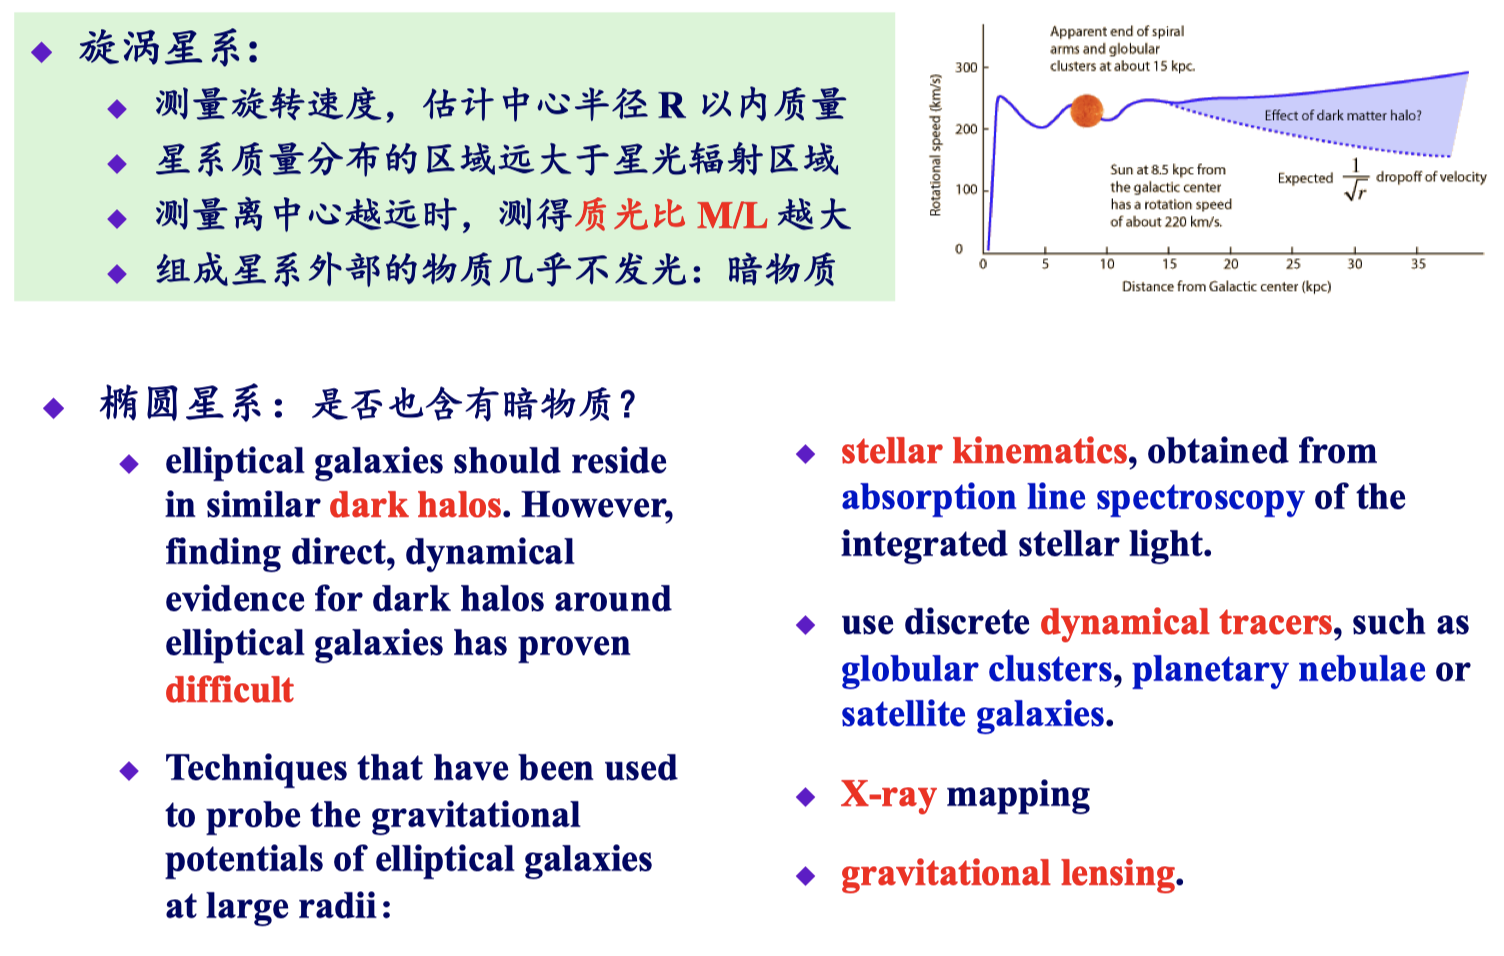 旋涡星系:
测量旋转速度，估计中心半径 R 以内质量
星系质量分布的区域远大于星光辐射区域
测量离中心越远时，测得质光比 M/L 越大
组成星系外部的物质几乎不发光：暗物质
Rotational speed (km/s)
300
200
100
0
Apparent end of spiral
arms and globular
clusters at about 15 kpc.
Effect of dark matter halo?
Sun at 8.5 kpc from
the galactic center
has a rotation speed
of about 220 km/s.
Expected 1/√r dropoff of velocity
0 5 10 15 20 25 30 35
Distance from Galactic center (kpc)
椭圆星系：是否也含有暗物质？
elliptical galaxies should reside
in similar dark halos. However,
finding direct, dynamical
evidence for dark halos around
elliptical galaxies has proven
difficult
Techniques that have been used
to probe the gravitational
potentials of elliptical galaxies
at large radii:
stellar kinematics, obtained from
absorption line spectroscopy of the
integrated stellar light.
use discrete dynamical tracers, such as
globular clusters, planetary nebulae or
satellite galaxies.
X-ray mapping
gravitational lensing.